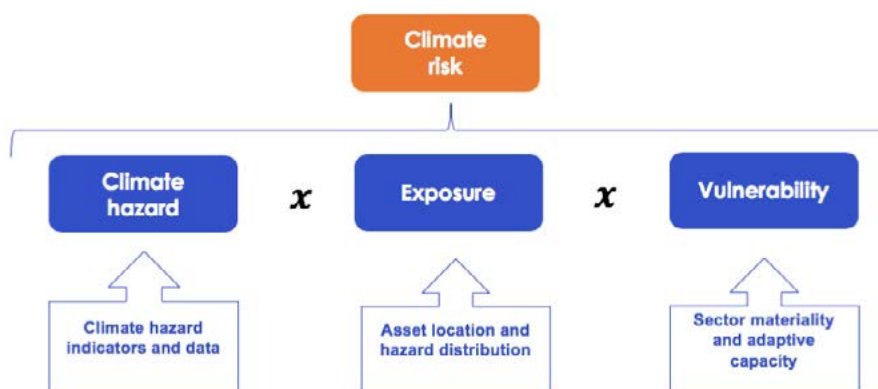 Climate
risk
Climate
hazard
x
Exposure
x
Vulnerability
Climate hazard
indicators and data
Asset location and
hazard distribution
Sector materiality
and adaptive
capacity